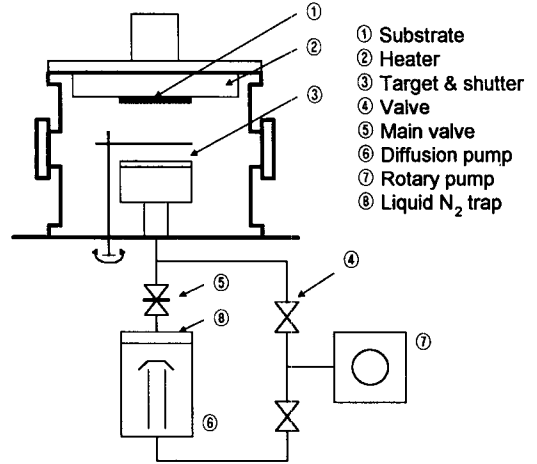 ①
②
③
① Substrate
② Heater
③ Target & shutter
④ Valve
⑤ Main valve
⑥ Diffusion pump
⑦ Rotary pump
⑧ Liquid N₂ trap
④
⑤
⑧
⑦
⑥